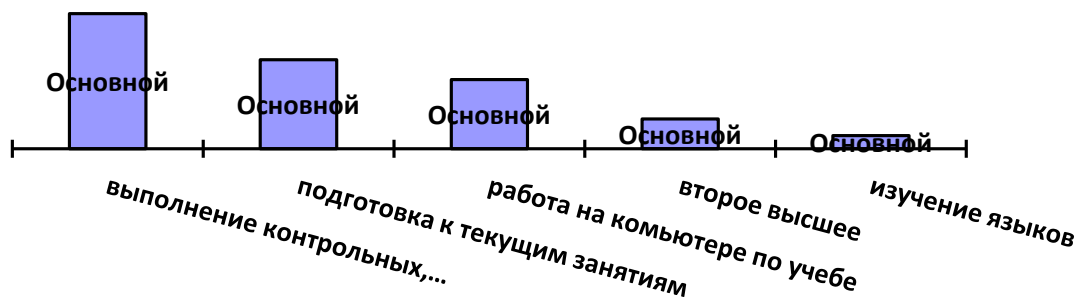 Основной
Основной
Основной
Основной
Основной
выполнение контрольных,...
подготовка к текущим занятиям
работа на комьютере по учебе
второе высшее
изучение языков